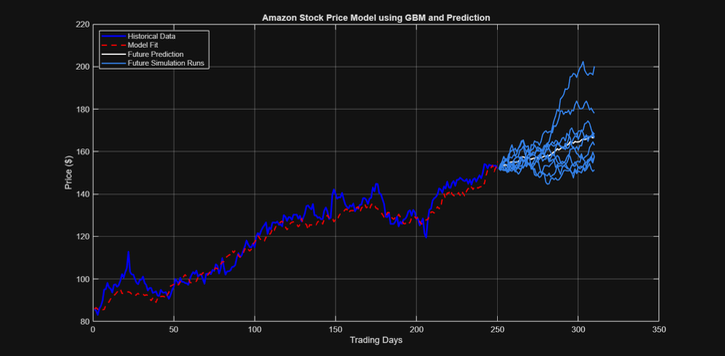 Amazon Stock Price Model using GBM and Prediction
220
200
180
160
140
120
100
80
Price ($)
Historical Data
Model Fit
Future Prediction
Future Simulation Runs
0 50 100 150 200 250 300 350
Trading Days